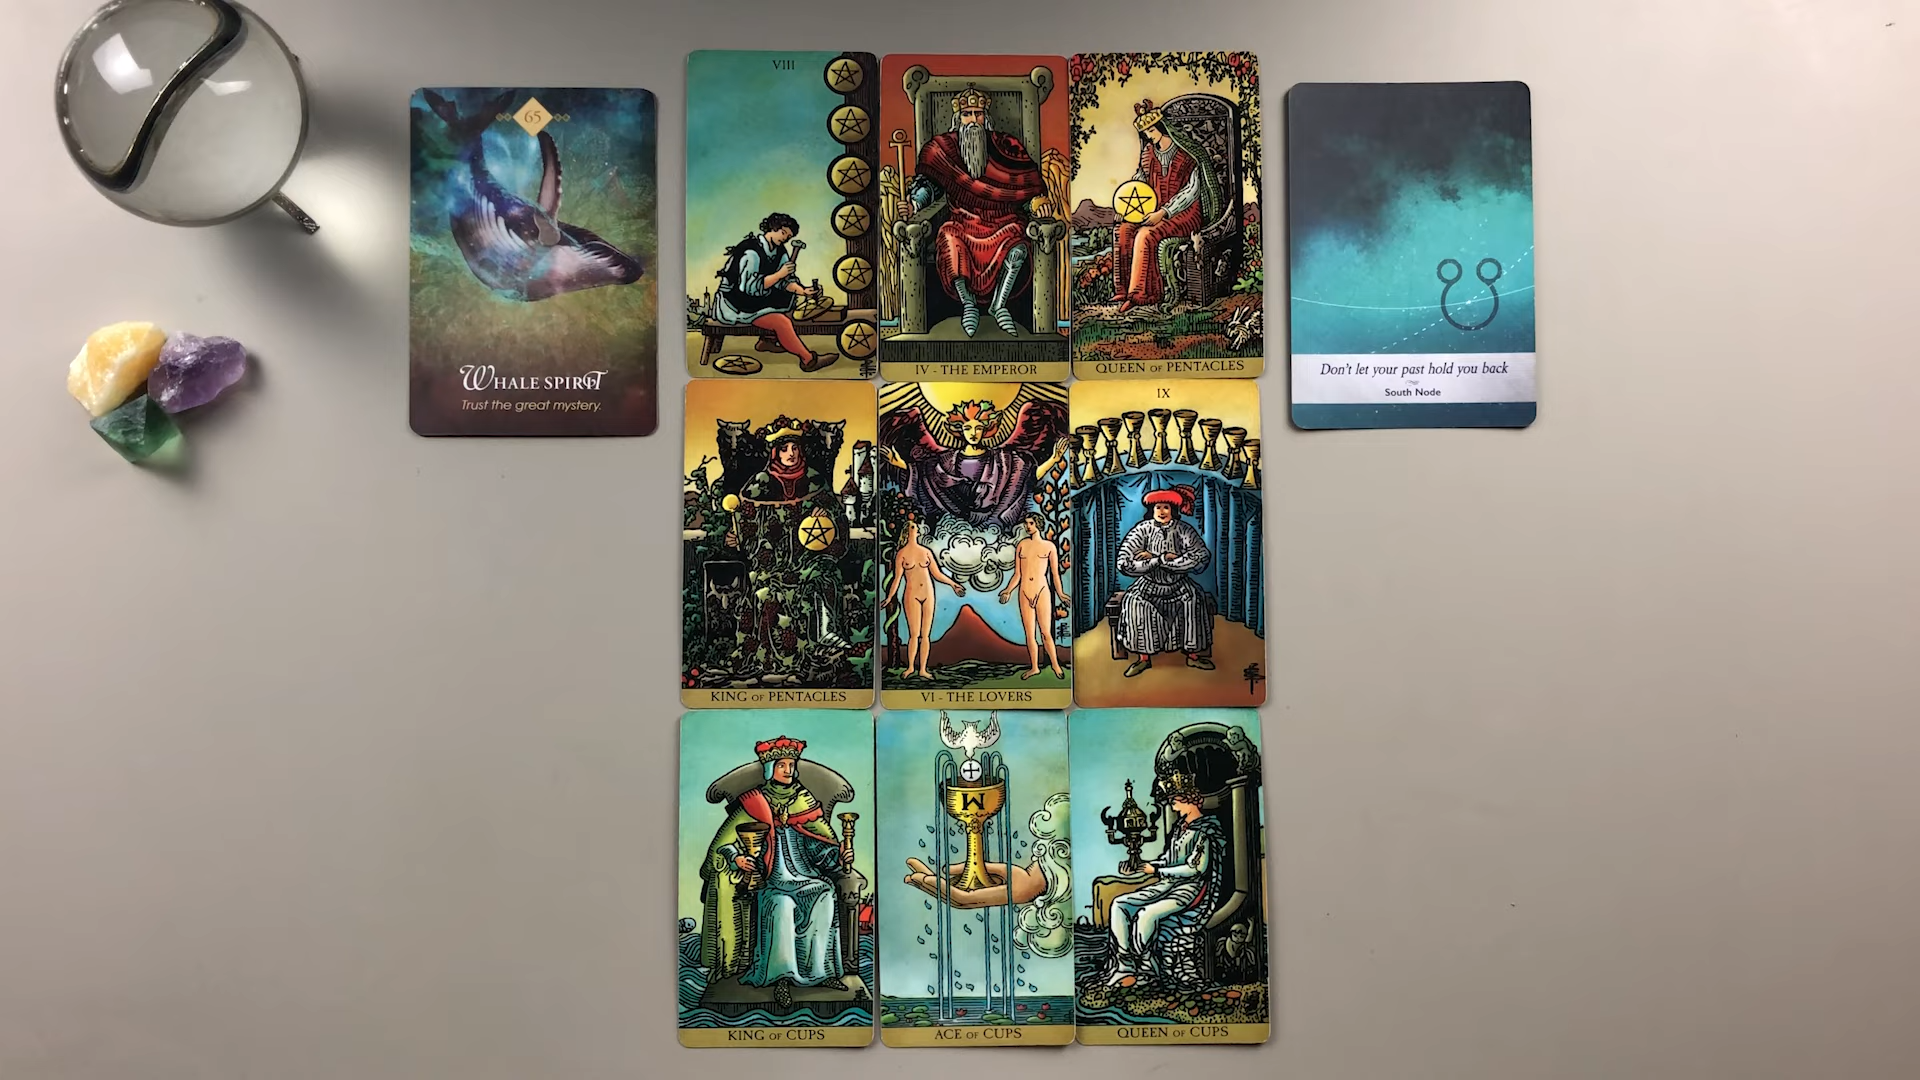 65
WHALE SPIRIT
Trust the great mystery.
VIII
IV - THE EMPEROR
QUEEN OF PENTACLES
Don't let your past hold you back
South Node
KING OF PENTACLES
VI - THE LOVERS
IX
KING OF CUPS
ACE OF CUPS
QUEEN OF CUPS